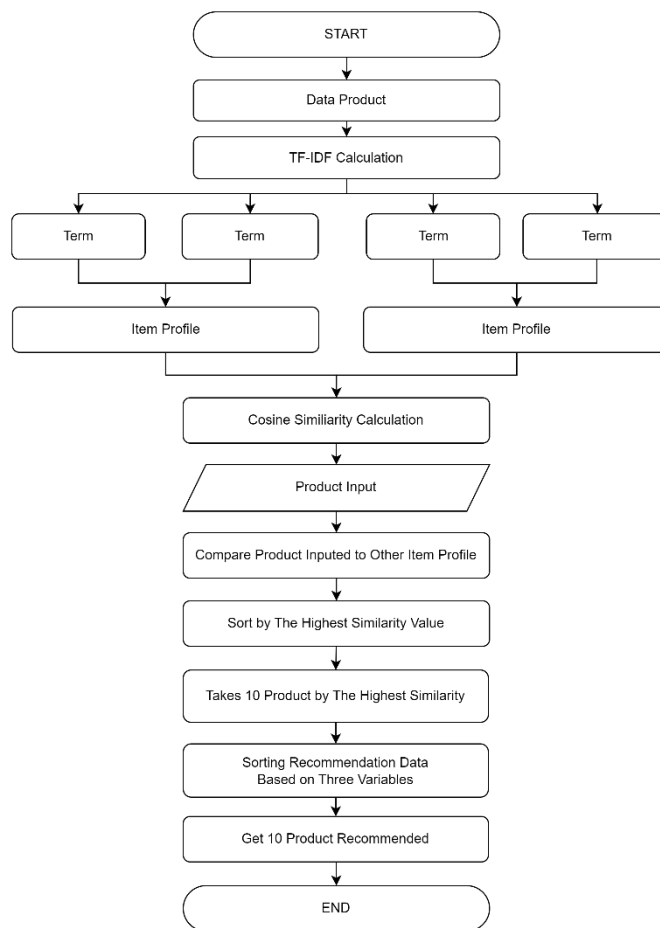 START
Data Product
TF-IDF Calculation
Term
Term
Term
Term
Item Profile
Item Profile
Cosine Similiarity Calculation
Product Input
Compare Product Inputed to Other Item Profile
Sort by The Highest Similarity Value
Takes 10 Product by The Highest Similarity
Sorting Recommendation Data
Based on Three Variables
Get 10 Product Recommended
END